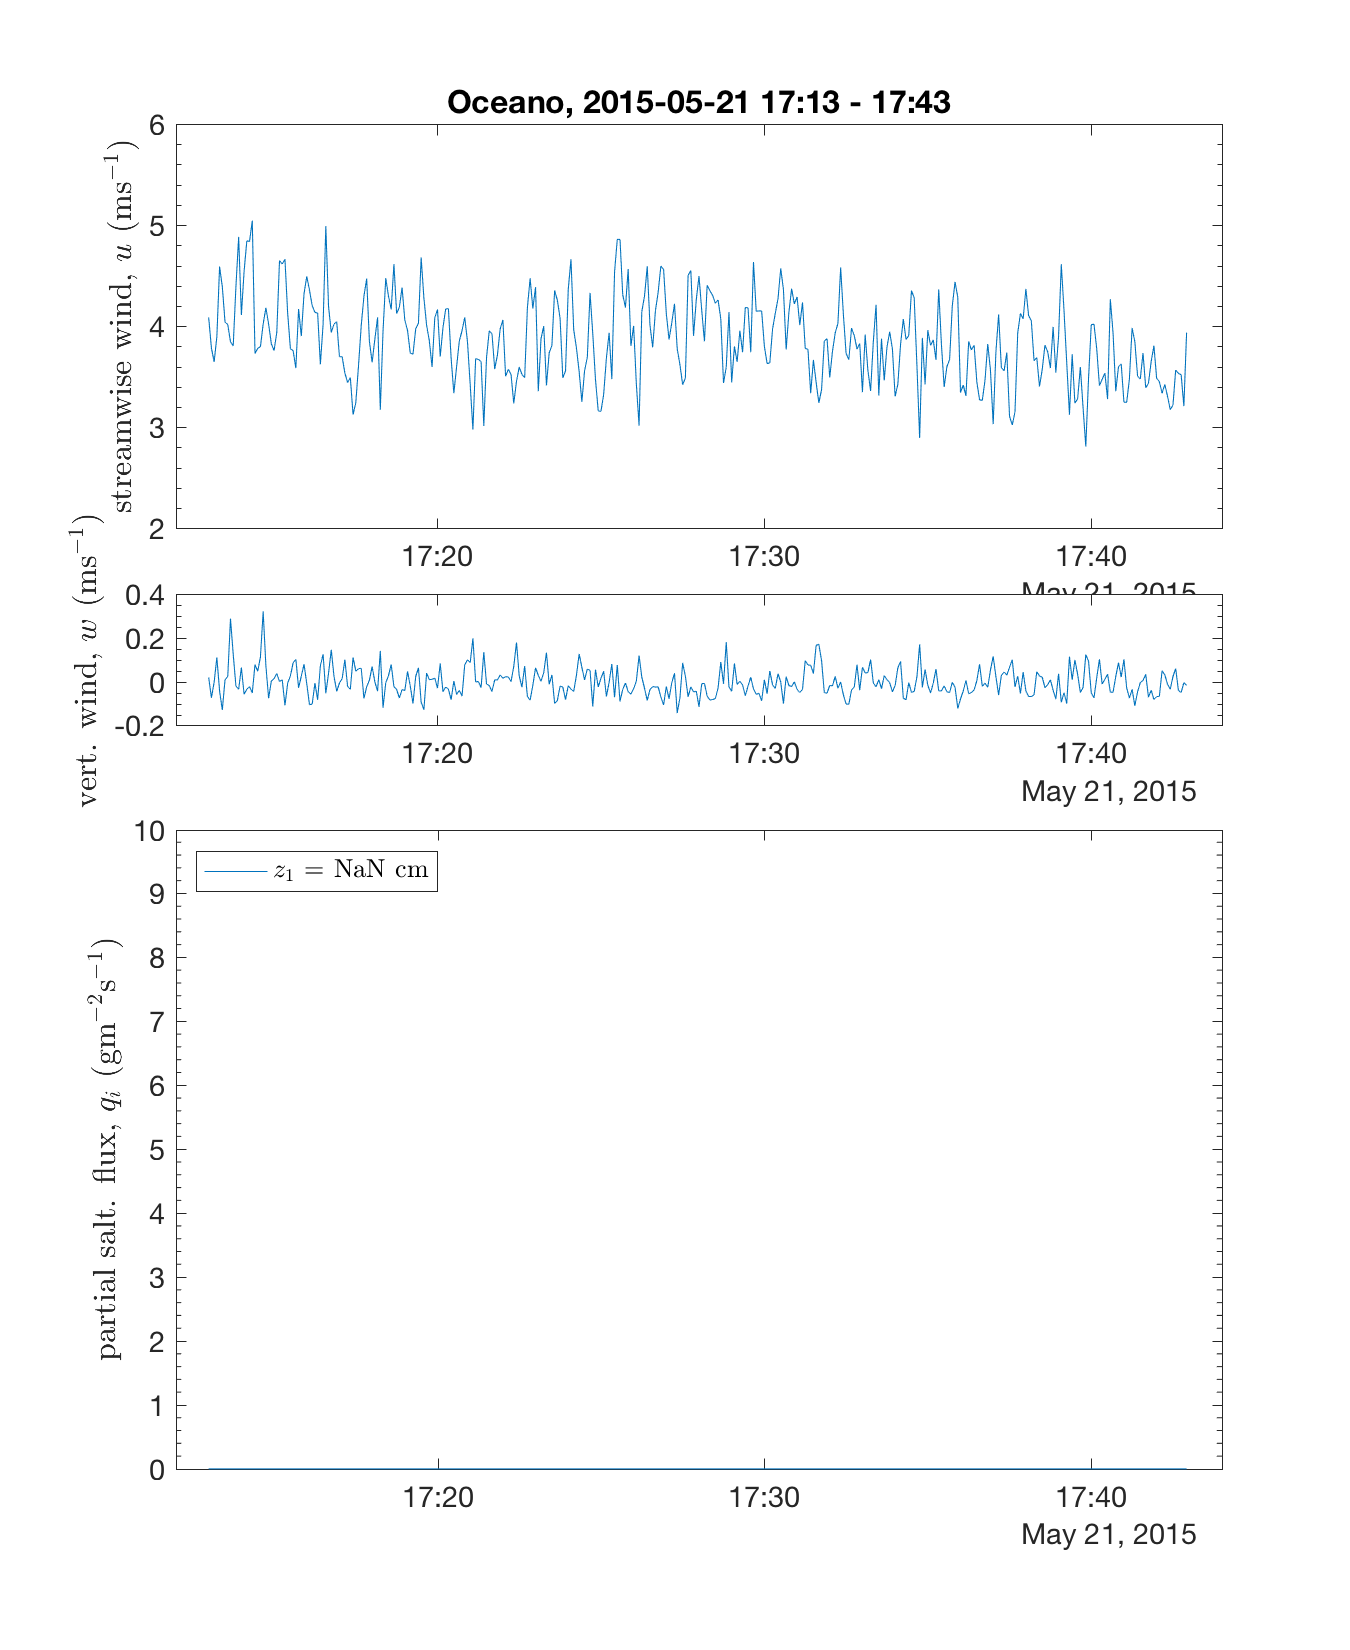 Oceano, 2015-05-21 17:13 - 17:43
streamwise wind, u (ms⁻¹)
6
5
4
3
2
17:20 17:30 17:40
May 21, 2015
vert. wind, w (ms⁻¹)
0.4
0.2
0
-0.2
17:20 17:30 17:40
May 21, 2015
partial salt. flux, qᵢ (gm⁻²s⁻¹)
10
9
8
7
6
5
4
3
2
1
0
z₁ = NaN cm
17:20 17:30 17:40
May 21, 2015